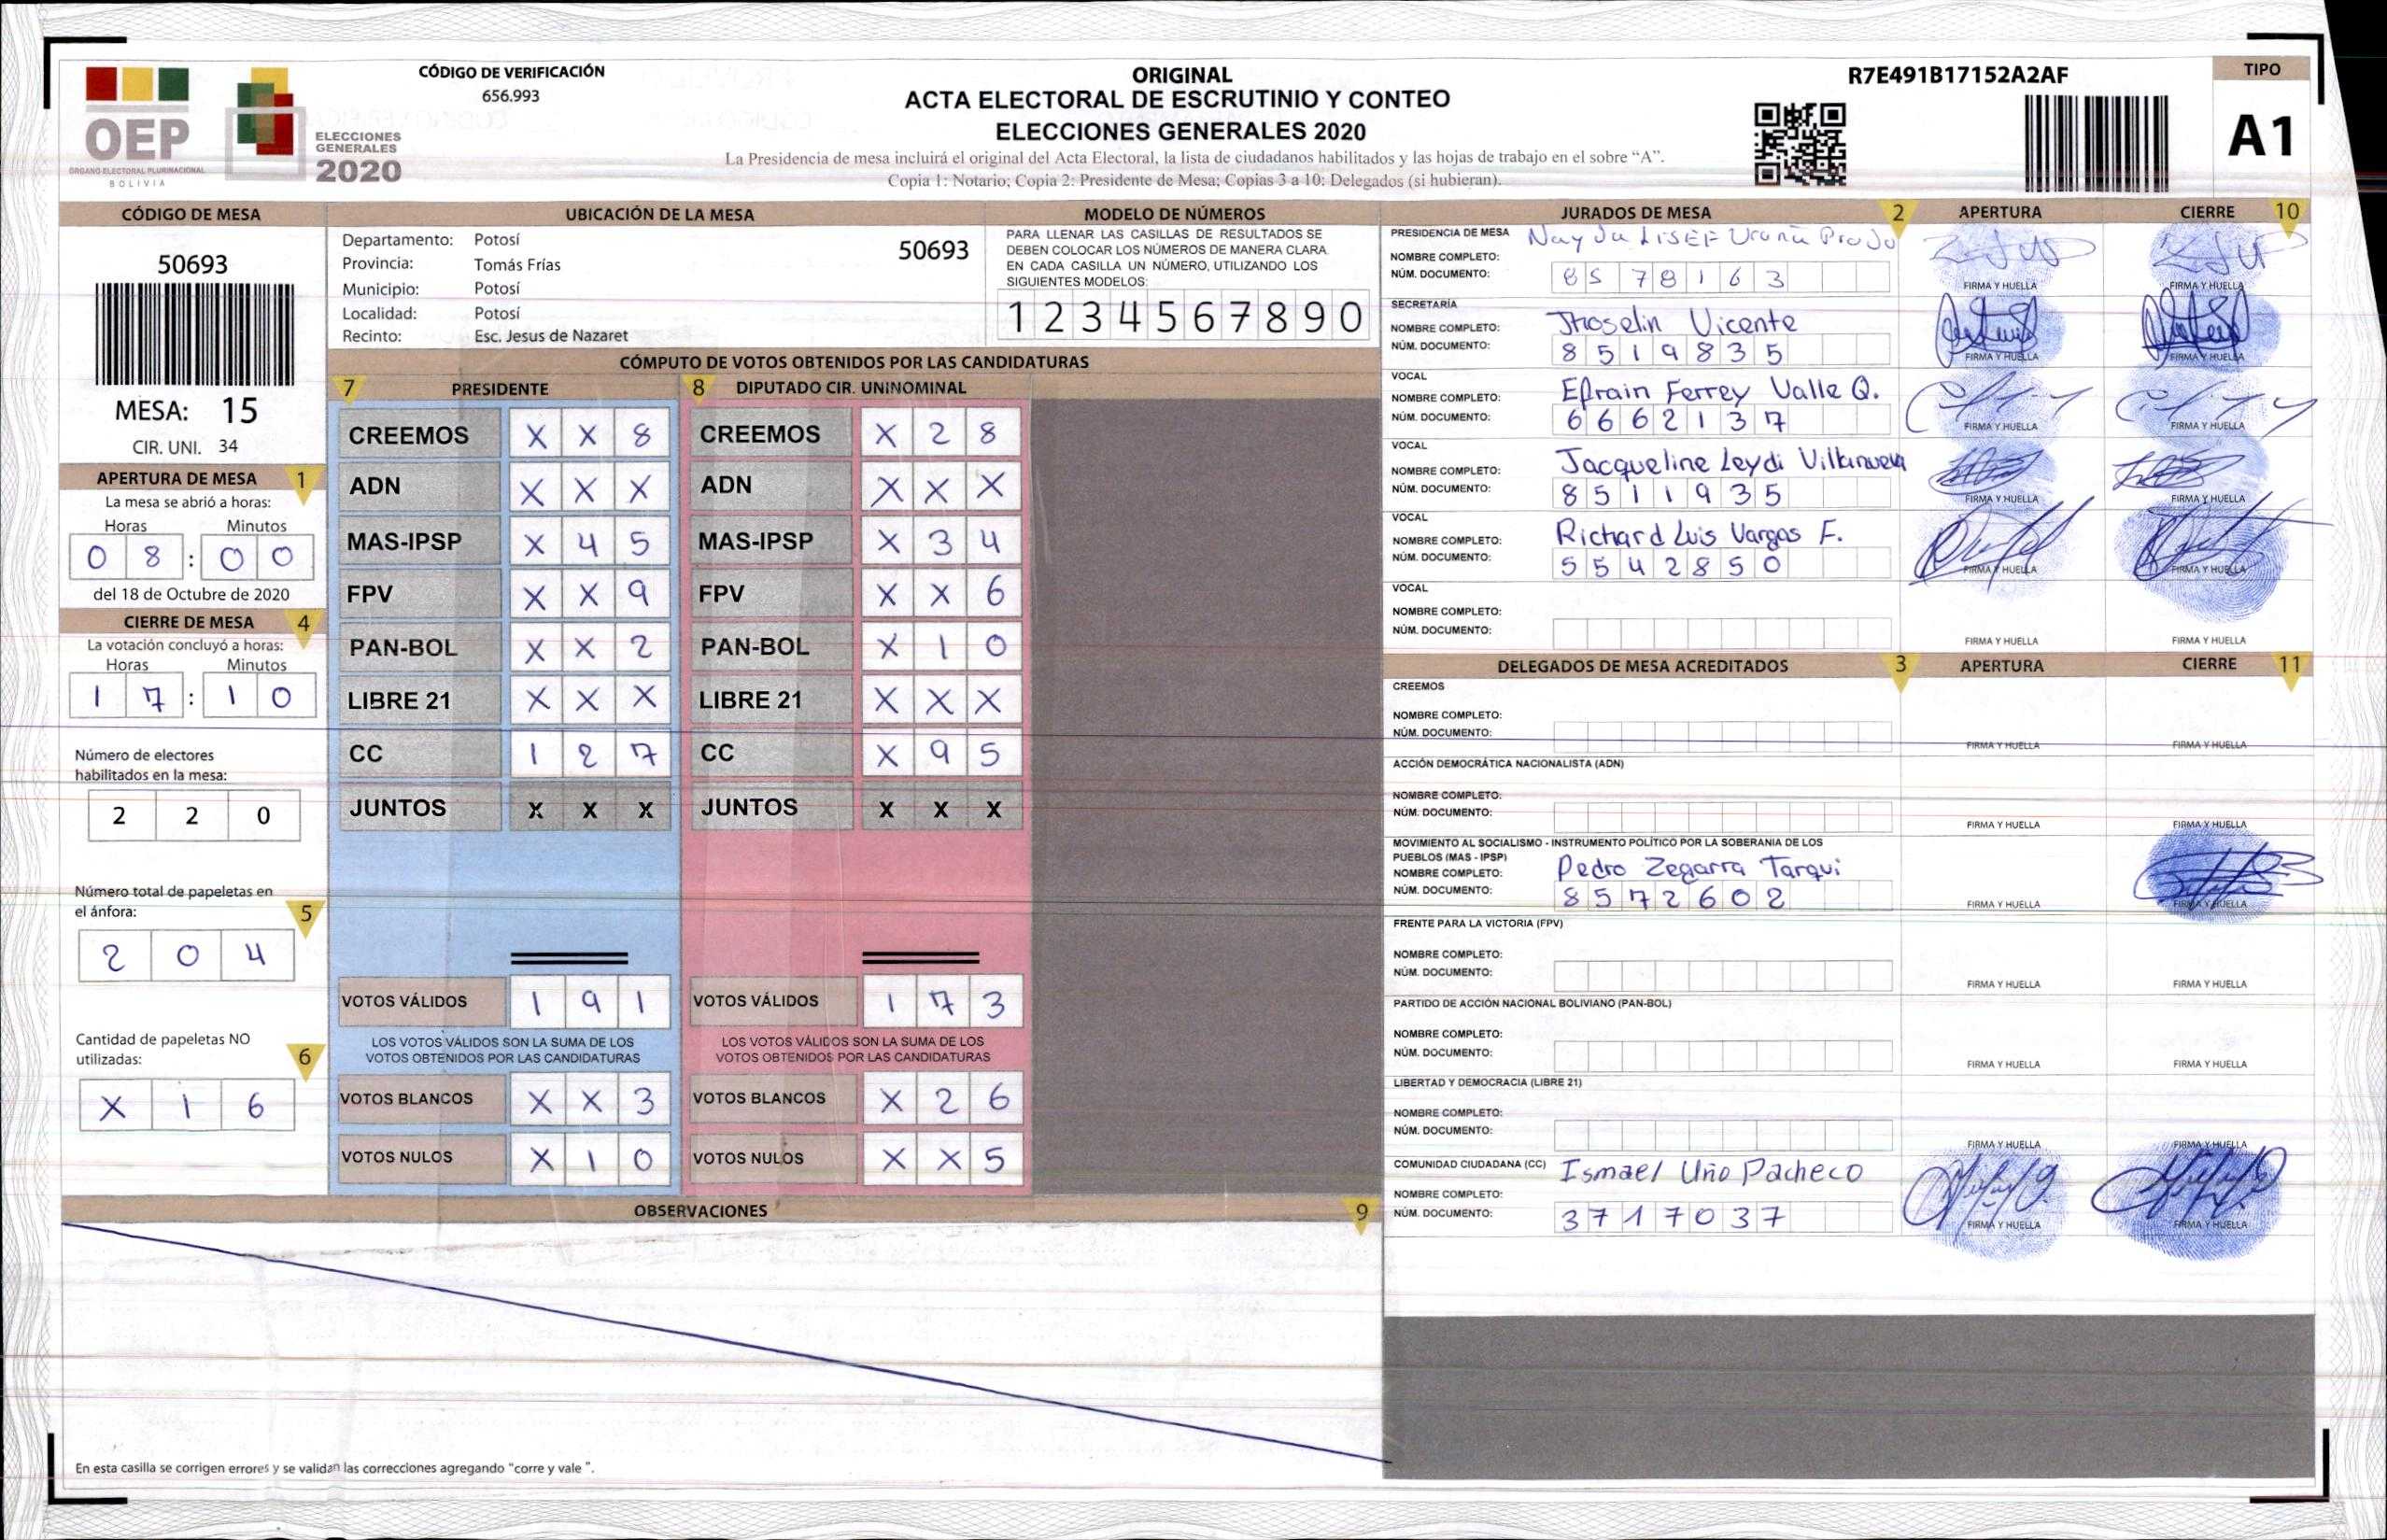 OEP
ÓRGANO ELECTORAL PLURINACIONAL
BOLIVIA
ELECCIONES
GENERALES
2020
CÓDIGO DE VERIFICACIÓN
656.993
ORIGINAL
ACTA ELECTORAL DE ESCRUTINIO Y CONTEO
ELECCIONES GENERALES 2020
La Presidencia de mesa incluirá el original del Acta Electoral, la lista de ciudadanos habilitados y las hojas de trabajo en el sobre “A”.
Copia 1: Notario; Copia 2: Presidente de Mesa; Copias 3 a 10: Delegados (si hubieran).
R7E491B17152A2AF
TIPO
A1
CÓDIGO DE MESA
50693
MESA: 15
CIR. UNI. 34
APERTURA DE MESA 1
La mesa se abrió a horas:
Horas Minutos
0 8 : 0 0
del 18 de Octubre de 2020
CIERRE DE MESA 4
La votación concluyó a horas:
Horas Minutos
1 7 : 1 0
Número de electores
habilitados en la mesa:
2 2 0
Número total de papeletas en
el ánfora: 5
2 0 4
Cantidad de papeletas NO
utilizadas: 6
X 1 6
UBICACIÓN DE LA MESA
Departamento: Potosí
50693
Provincia: Tomás Frías
Municipio: Potosí
Localidad: Potosí
Recinto: Esc. Jesus de Nazaret
MODELO DE NÚMEROS
PARA LLENAR LAS CASILLAS DE RESULTADOS SE
DEBEN COLOCAR LOS NÚMEROS DE MANERA CLARA.
EN CADA CASILLA UN NÚMERO, UTILIZANDO LOS
SIGUIENTES MODELOS:
1 2 3 4 5 6 7 8 9 0
CÓMPUTO DE VOTOS OBTENIDOS POR LAS CANDIDATURAS
7 PRESIDENTE 8 DIPUTADO CIR. UNINOMINAL
CREEMOS X X 8 CREEMOS X 2 8
ADN X X X ADN X X X
MAS-IPSP X 4 5 MAS-IPSP X 3 4
FPV X X 9 FPV X X 6
PAN-BOL X X 2 PAN-BOL X 1 0
LIBRE 21 X X X LIBRE 21 X X X
CC 1 2 7 CC X 9 5
JUNTOS X X X JUNTOS X X X
VOTOS VÁLIDOS 1 9 1 VOTOS VÁLIDOS 1 7 3
LOS VOTOS VÁLIDOS SON LA SUMA DE LOS LOS VOTOS VÁLIDOS SON LA SUMA DE LOS
VOTOS OBTENIDOS POR LAS CANDIDATURAS VOTOS OBTENIDOS POR LAS CANDIDATURAS
VOTOS BLANCOS X X 3 VOTOS BLANCOS X 2 6
VOTOS NULOS X 1 0 VOTOS NULOS X X 5
OBSERVACIONES 9
En esta casilla se corrigen errores y se validan las correcciones agregando "corre y vale ".
JURADOS DE MESA 2 APERTURA CIERRE 10
PRESIDENCIA DE MESA
NOMBRE COMPLETO:
NÚM. DOCUMENTO: 8 5 7 8 1 6 3
FIRMA Y HUELLA FIRMA Y HUELLA
SECRETARÍA
NOMBRE COMPLETO: Jhoselin Vicente
NÚM. DOCUMENTO: 8 5 1 9 8 3 5
FIRMA Y HUELLA FIRMA Y HUELLA
VOCAL
NOMBRE COMPLETO: Efrain Ferrey Valle Q.
NÚM. DOCUMENTO: 6 6 6 2 1 3 7
FIRMA Y HUELLA FIRMA Y HUELLA
VOCAL
NOMBRE COMPLETO: Jacqueline Leydi Villanueva
NÚM. DOCUMENTO: 8 5 1 1 9 3 5
FIRMA Y HUELLA FIRMA Y HUELLA
VOCAL
NOMBRE COMPLETO: Richard Luis Vargas F.
NÚM. DOCUMENTO: 5 5 4 2 8 5 0
FIRMA Y HUELLA FIRMA Y HUELLA
VOCAL
NOMBRE COMPLETO:
NÚM. DOCUMENTO:
FIRMA Y HUELLA FIRMA Y HUELLA
DELEGADOS DE MESA ACREDITADOS 3 APERTURA CIERRE 11
CREEMOS
NOMBRE COMPLETO:
NÚM. DOCUMENTO:
FIRMA Y HUELLA FIRMA Y HUELLA
ACCIÓN DEMOCRÁTICA NACIONALISTA (ADN)
NOMBRE COMPLETO:
NÚM. DOCUMENTO:
FIRMA Y HUELLA FIRMA Y HUELLA
MOVIMIENTO AL SOCIALISMO - INSTRUMENTO POLÍTICO POR LA SOBERANIA DE LOS
PUEBLOS (MAS - IPSP)
NOMBRE COMPLETO: Pedro Zegarra Tarqui
NÚM. DOCUMENTO: 8 5 7 2 6 0 2
FIRMA Y HUELLA FIRMA Y HUELLA
FRENTE PARA LA VICTORIA (FPV)
NOMBRE COMPLETO:
NÚM. DOCUMENTO:
FIRMA Y HUELLA FIRMA Y HUELLA
PARTIDO DE ACCIÓN NACIONAL BOLIVIANO (PAN-BOL)
NOMBRE COMPLETO:
NÚM. DOCUMENTO:
FIRMA Y HUELLA FIRMA Y HUELLA
LIBERTAD Y DEMOCRACIA (LIBRE 21)
NOMBRE COMPLETO:
NÚM. DOCUMENTO:
FIRMA Y HUELLA FIRMA Y HUELLA
COMUNIDAD CIUDADANA (CC) Ismael Uño Pacheco
NOMBRE COMPLETO:
NÚM. DOCUMENTO: 3 7 1 7 0 3 7
FIRMA Y HUELLA FIRMA Y HUELLA